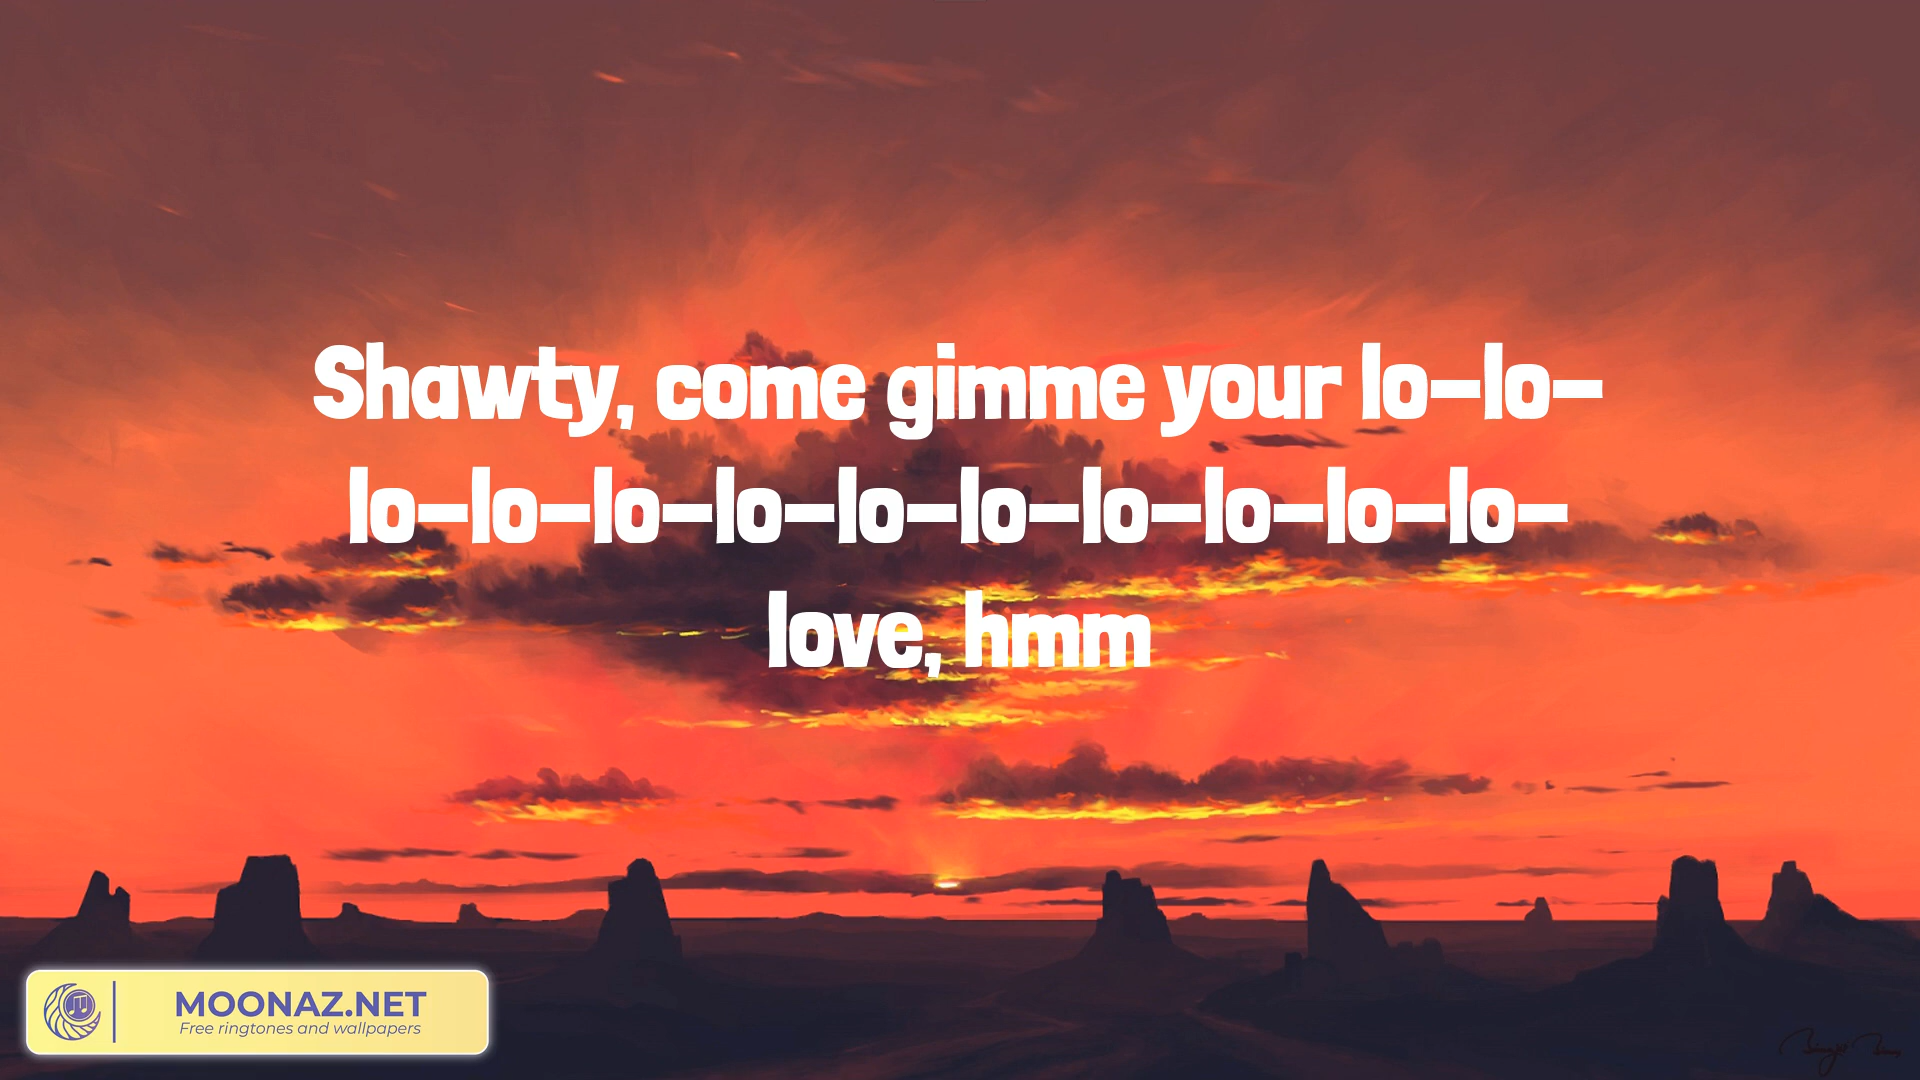 Shawty, come gimme your lo-lo-
lo-lo-lo-lo-lo-lo-lo-lo-lo-lo-
love, hmm
MOONAZ.NET
Free ringtones and wallpapers